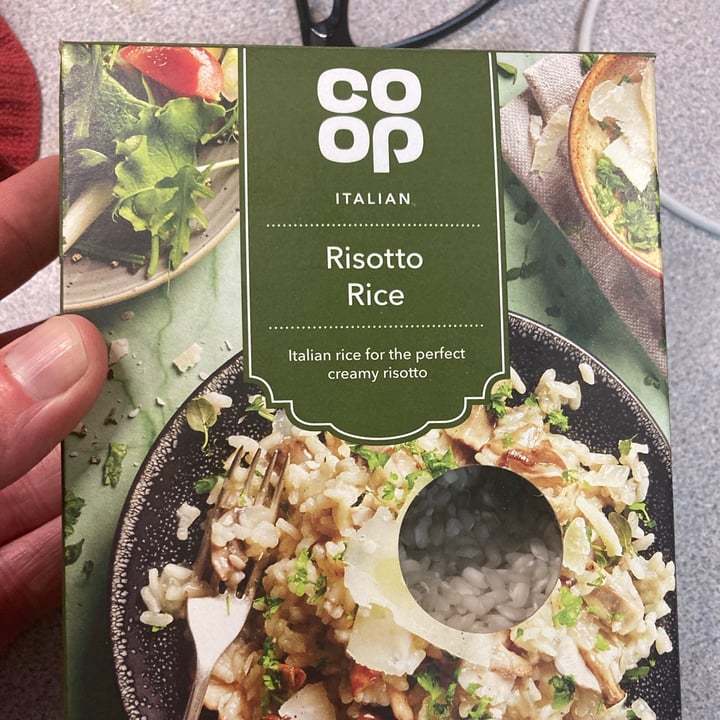 CO
OP
ITALIAN
Risotto
Rice
Italian rice for the perfect
creamy risotto